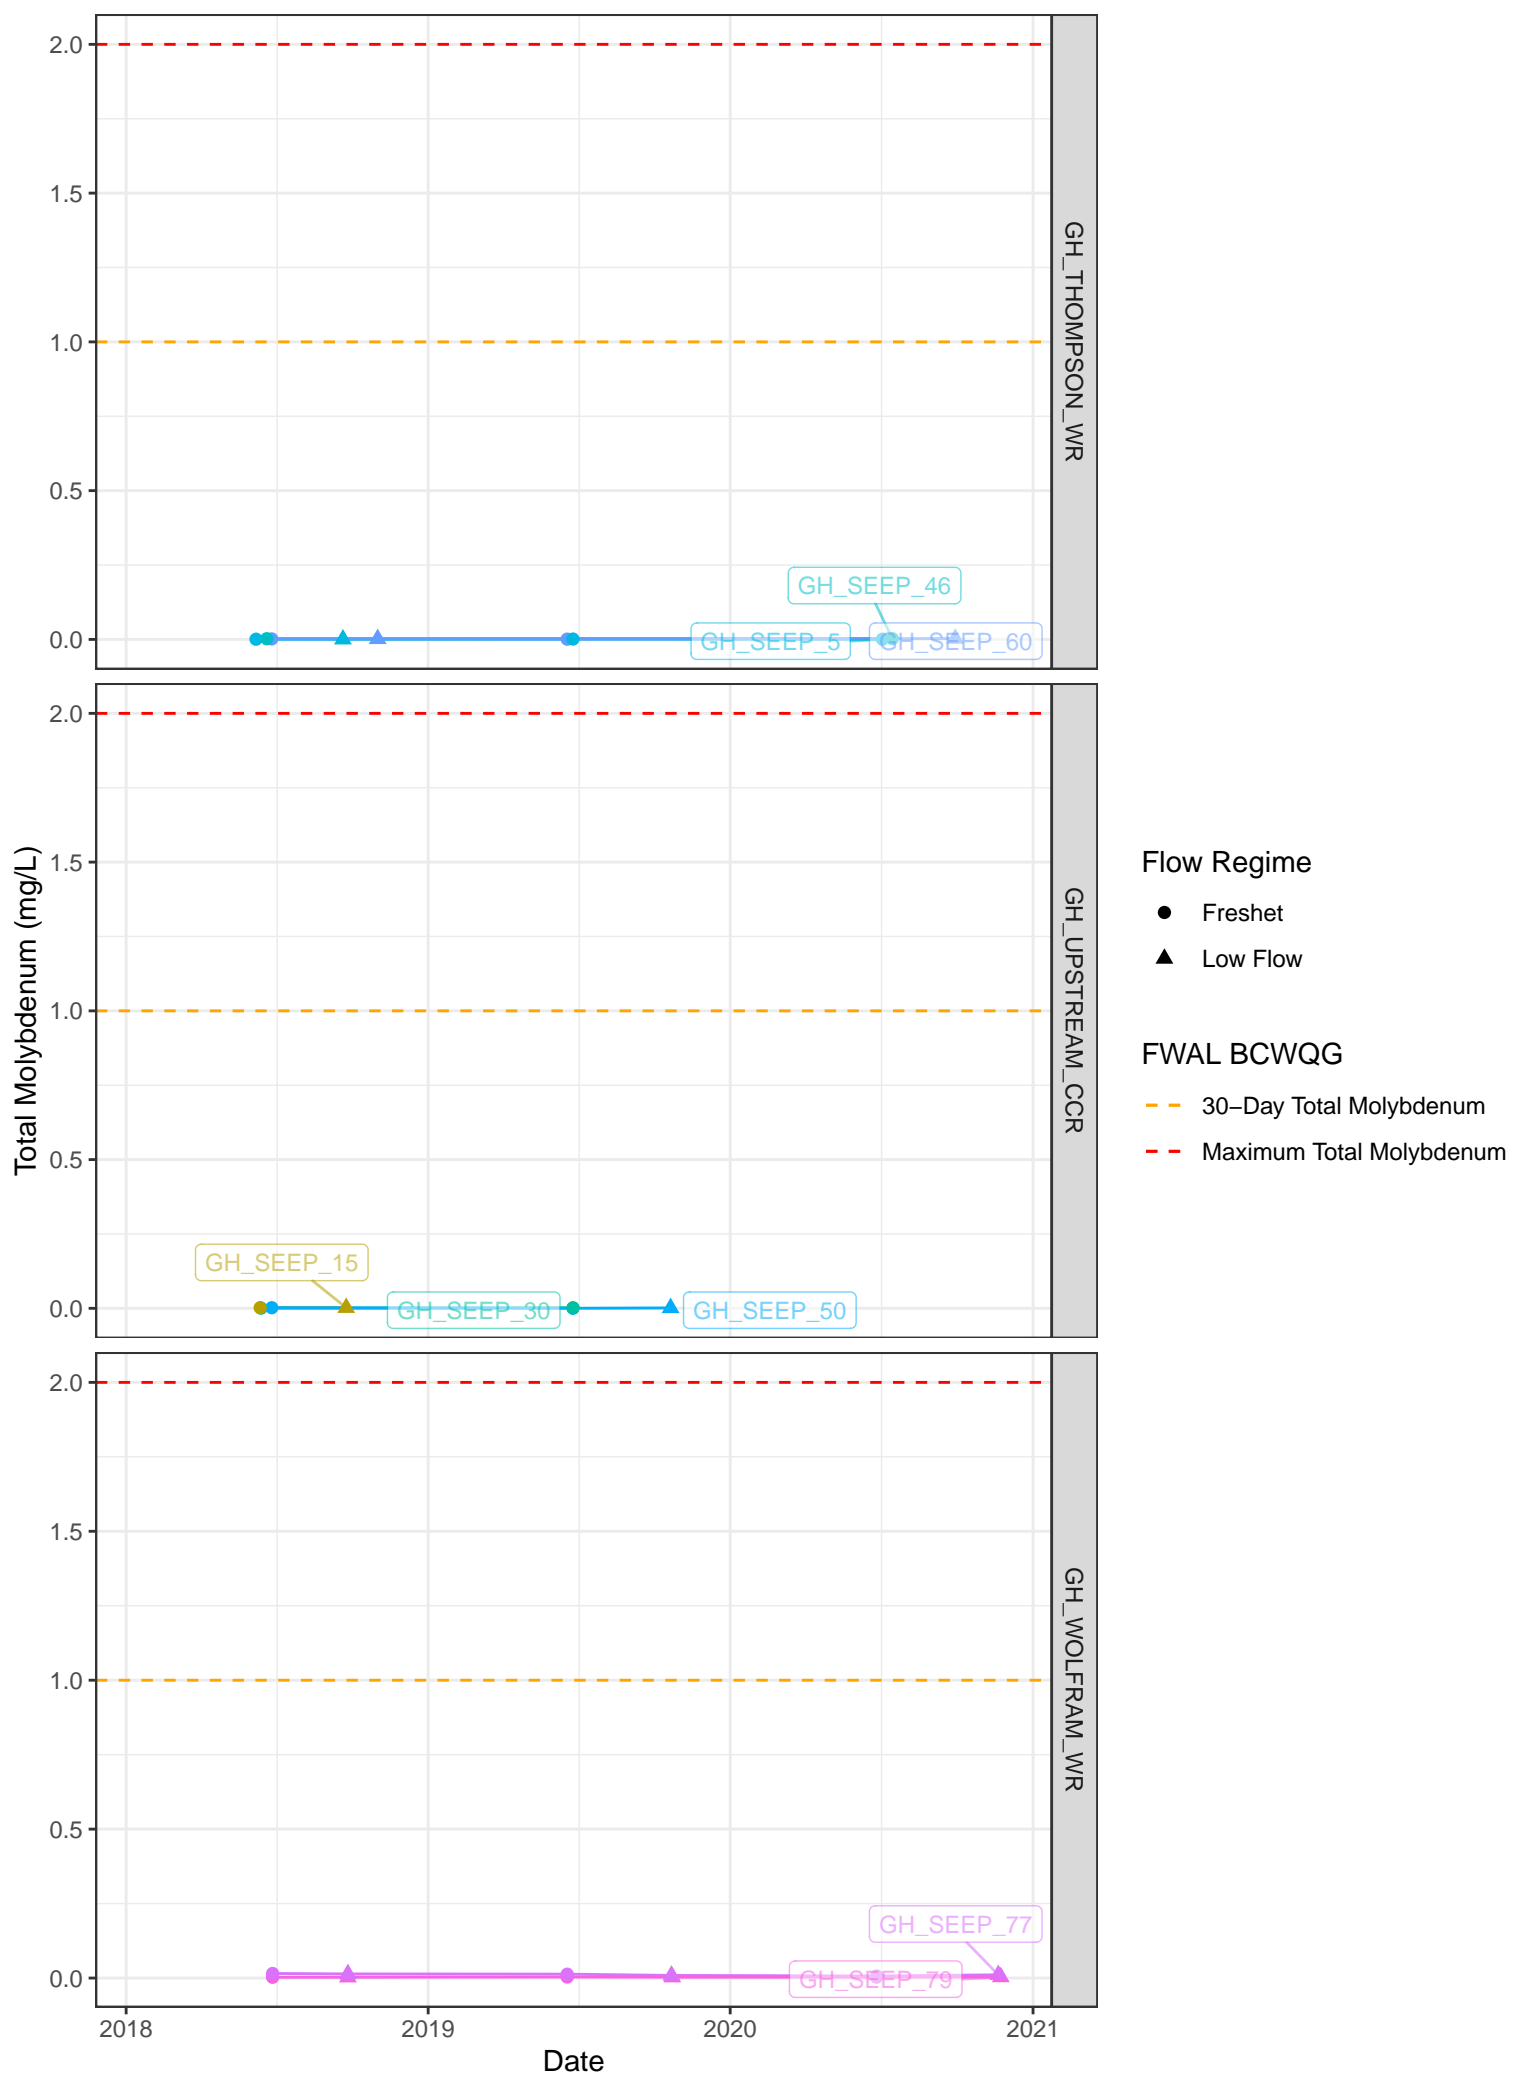 2.0
1.5
1.0
0.5
0.0
GH_SEEP_46
GH_SEEP_5
GH_SEEP_60
GH_THOMPSON_WR
2.0
1.5
1.0
0.5
0.0
GH_SEEP_15
GH_SEEP_30
GH_SEEP_50
GH_UPSTREAM_CCR
2.0
1.5
1.0
0.5
0.0
GH_SEEP_77
GH_SEEP_79
GH_WOLFRAM_WR
2018
2019
2020
2021
Date
Total Molybdenum (mg/L)
Flow Regime
Freshet
Low Flow
FWAL BCWQG
30−Day Total Molybdenum
Maximum Total Molybdenum